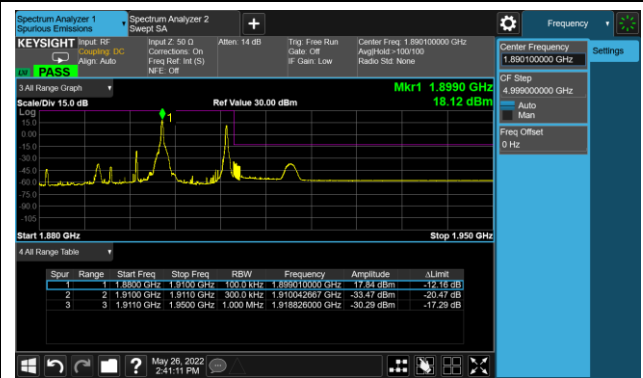 Spectrum Analyzer 1
Spurious Emissions
Spectrum Analyzer 2
Swept SA
Frequency
KEYSIGHT
Input: RF
Coupling: DC
Align: Auto
Input Z: 50 Ω
Corrections: On
Freq Ref: Int (S)
NFE: Off
Atten: 14 dB
Trig: Free Run
Gate: Off
IF Gain: Low
Center Freq: 1.890100000 GHz
Avg|Hold:>100/100
Radio Std: None
PASS
Center Frequency
1.890100000 GHz
Settings
CF Step
4.999000000 GHz
Auto
Man
Freq Offset
0 Hz
3 All Range Graph
Mkr1 1.8990 GHz
18.12 dBm
Scale/Div 15.0 dB
Ref Value 30.00 dBm
Log
15.0
0.00
-15.0
-30.0
-45.0
-60.0
-75.0
-90.0
-105
1
Start 1.880 GHz
Stop 1.950 GHz
4 All Range Table
Spur Range Start Freq Stop Freq RBW Frequency Amplitude ΔLimit
1 1 1.8800 GHz 1.9100 GHz 100.0 kHz 1.899010000 GHz 17.84 dBm -12.16 dB
2 2 1.9100 GHz 1.9110 GHz 300.0 kHz 1.910042667 GHz -33.47 dBm -20.47 dB
3 3 1.9110 GHz 1.9500 GHz 1.000 MHz 1.918826000 GHz -30.29 dBm -17.29 dB
?
May 26, 2022
2:41:11 PM